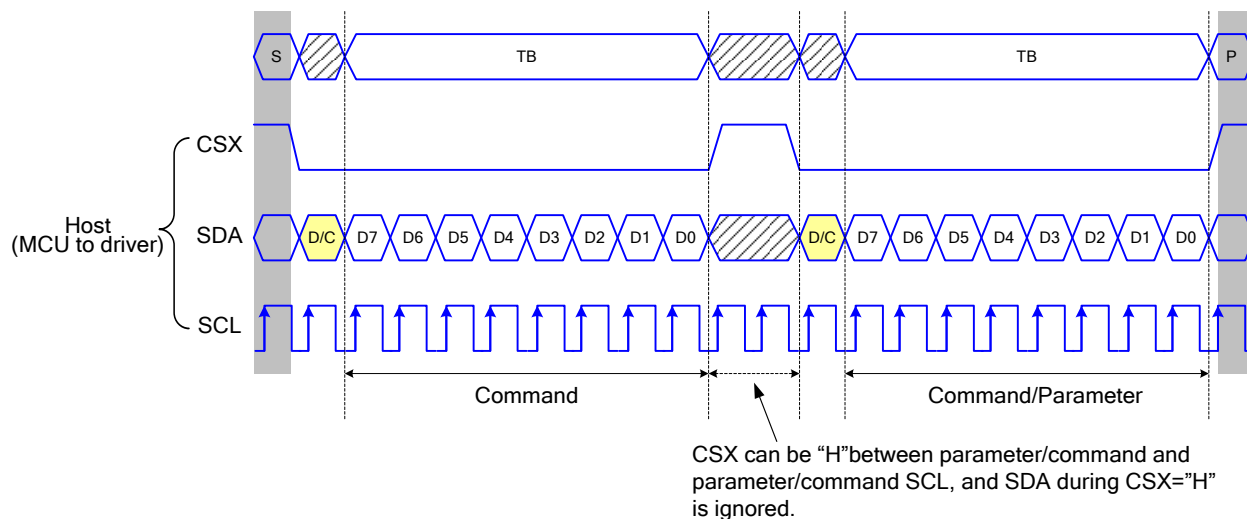 S TB TB P
CSX
Host
(MCU to driver)
SDA D/C D7 D6 D5 D4 D3 D2 D1 D0 D/C D7 D6 D5 D4 D3 D2 D1 D0
SCL
Command Command/Parameter
CSX can be “H”between parameter/command and
parameter/command SCL, and SDA during CSX=”H”
is ignored.